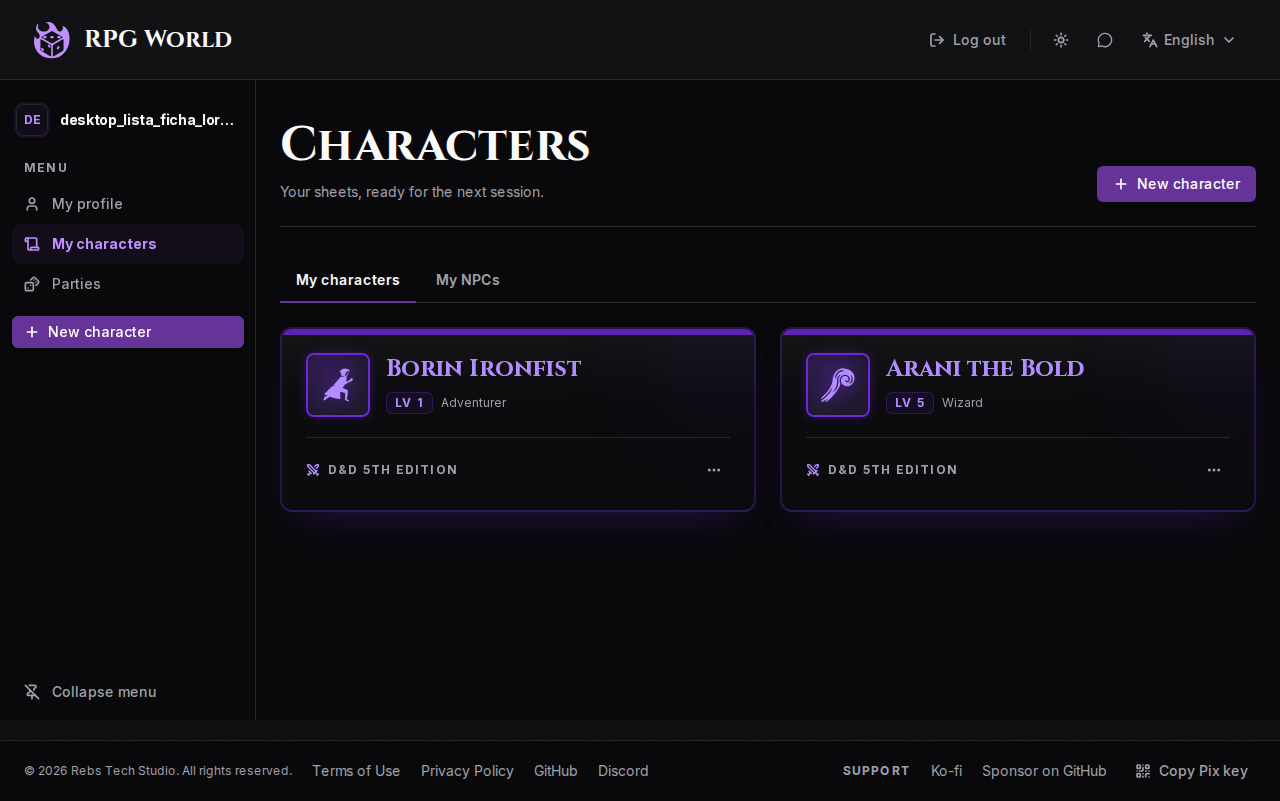 RPG World
Log out
English
DE
desktop_lista_ficha_lor...
MENU
My profile
My characters
Parties
New character
Collapse menu
Characters
Your sheets, ready for the next session.
New character
My characters
My NPCs
Borin Ironfist
LV 1
Adventurer
D&D 5TH EDITION
Arani the Bold
LV 5
Wizard
D&D 5TH EDITION
© 2026 Rebs Tech Studio. All rights reserved.
Terms of Use
Privacy Policy
GitHub
Discord
SUPPORT
Ko-fi
Sponsor on GitHub
Copy Pix key